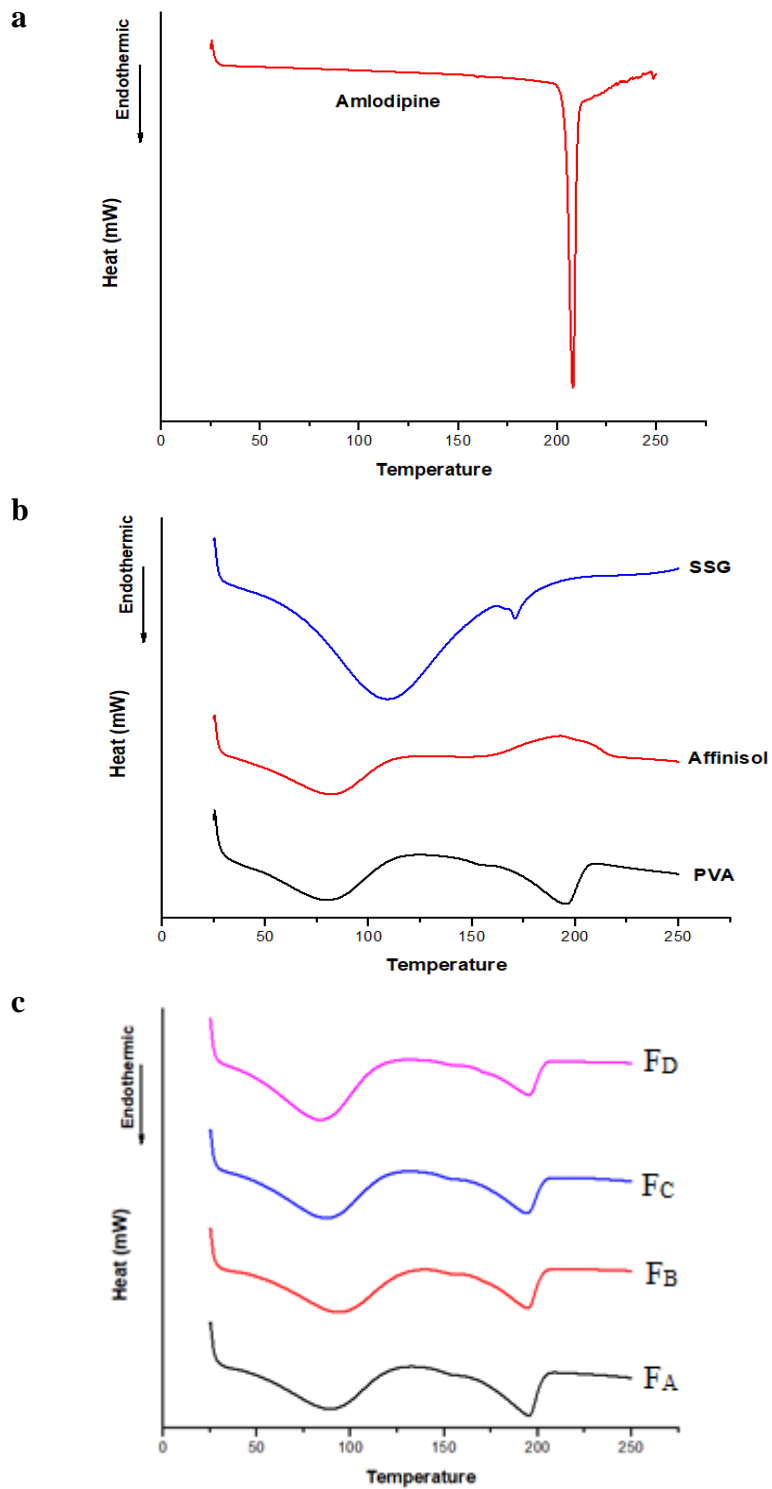 a
Endothermic
Heat (mW)
Amlodipine
0 50 100 150 200 250
Temperature
b
Endothermic
Heat (mW)
SSG
Affinisol
PVA
0 50 100 150 200 250
Temperature
c
Endothermic
Heat (mW)
FD
FC
FB
FA
0 50 100 150 200 250
Temperature